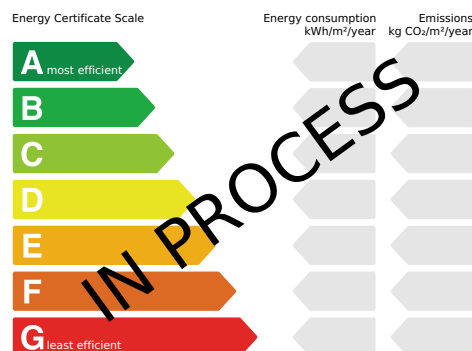 Energy Certificate Scale
Energy consumption
kWh/m²/year
Emissions
kg CO₂/m²/year
A most efficient
B
C
D
E
F
G least efficient
IN PROCESS